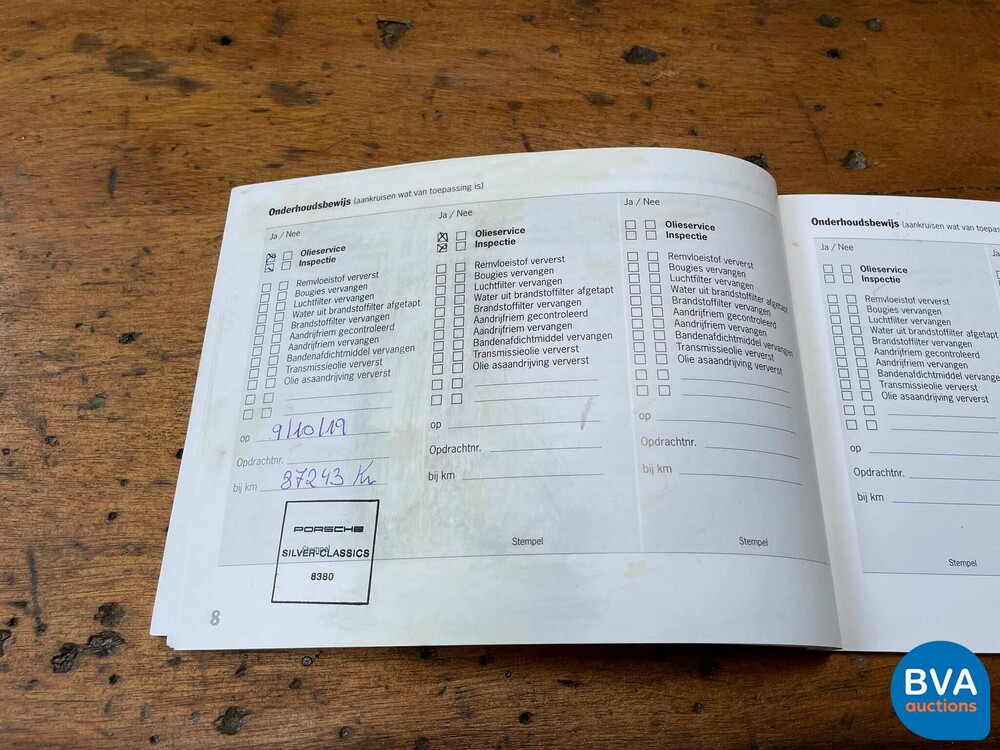 Onderhoudsbewijs (aankruisen wat van toepassing is)
Ja / Nee
Olieservice
Inspectie
Remvloeistof ververst
Bougies vervangen
Luchtfilter vervangen
Water uit brandstoffilter afgetapt
Brandstoffilter vervangen
Aandrijfriem gecontroleerd
Aandrijfriem vervangen
Bandenafdichtmiddel vervangen
Transmissieolie ververst
Olie asaandrijving ververst
op 9/10/19
Opdrachtnr.
bij km 87243 Km
Stempel
PORSCHE
SILVER-CLASSICS
8380
8
Ja / Nee
Olieservice
Inspectie
Remvloeistof ververst
Bougies vervangen
Luchtfilter vervangen
Water uit brandstoffilter afgetapt
Brandstoffilter vervangen
Aandrijfriem gecontroleerd
Aandrijfriem vervangen
Bandenafdichtmiddel vervangen
Transmissieolie ververst
Olie asaandrijving ververst
op
Opdrachtnr.
bij km
Stempel
Ja / Nee
Olieservice
Inspectie
Remvloeistof ververst
Bougies vervangen
Luchtfilter vervangen
Water uit brandstoffilter afgetapt
Brandstoffilter vervangen
Aandrijfriem gecontroleerd
Aandrijfriem vervangen
Bandenafdichtmiddel vervangen
Transmissieolie ververst
Olie asaandrijving ververst
op
Opdrachtnr.
bij km
Stempel
Onderhoudsbewijs (aankruisen wat van toepas
Ja / Nee
Olieservice
Inspectie
Remvloeistof ververst
Bougies vervangen
Luchtfilter vervangen
Water uit brandstoffilter afgetapt
Brandstoffilter vervangen
Aandrijfriem gecontroleerd
Aandrijfriem vervangen
Bandenafdichtmiddel vervange
Transmissieolie ververst
Olie asaandrijving ververst
op
Opdrachtnr.
bij km
Stempel
Ja
BVA
auctions